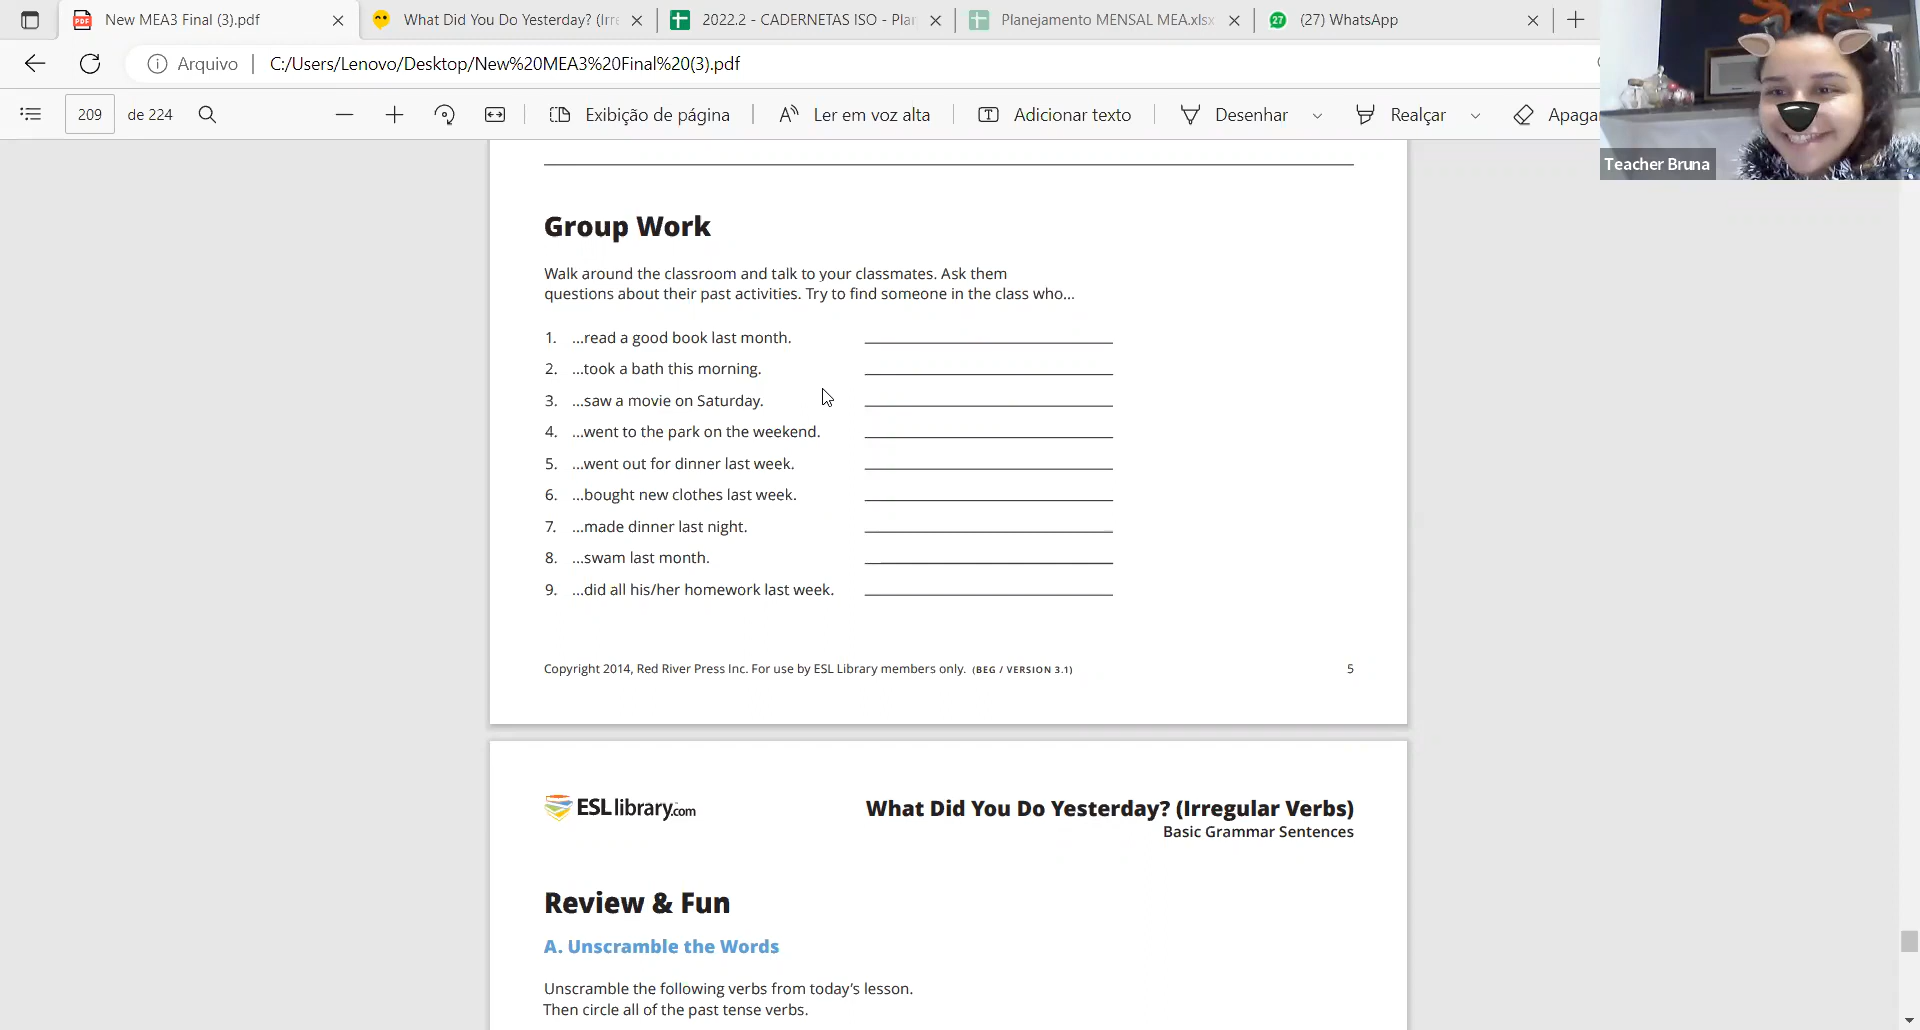 New MEA3 Final (3).pdf
What Did You Do Yesterday? (Irre
2022.2 - CADERNETAS ISO - Plan
Planejamento MENSAL MEA.xlsx
27
(27) WhatsApp
Arquivo
C:/Users/Lenovo/Desktop/New%20MEA3%20Final%20(3).pdf
209
de 224
Exibição de página
Ler em voz alta
Adicionar texto
Desenhar
Realçar
Apaga
Teacher Bruna
Group Work
Walk around the classroom and talk to your classmates. Ask them
questions about their past activities. Try to find someone in the class who...
1. ...read a good book last month.
2. ...took a bath this morning.
3. ...saw a movie on Saturday.
4. ...went to the park on the weekend.
5. ...went out for dinner last week.
6. ...bought new clothes last week.
7. ...made dinner last night.
8. ...swam last month.
9. ...did all his/her homework last week.
Copyright 2014, Red River Press Inc. For use by ESL Library members only. (BEG / VERSION 3.1)
5
ESLlibrary.com
What Did You Do Yesterday? (Irregular Verbs)
Basic Grammar Sentences
Review & Fun
A. Unscramble the Words
Unscramble the following verbs from today's lesson.
Then circle all of the past tense verbs.